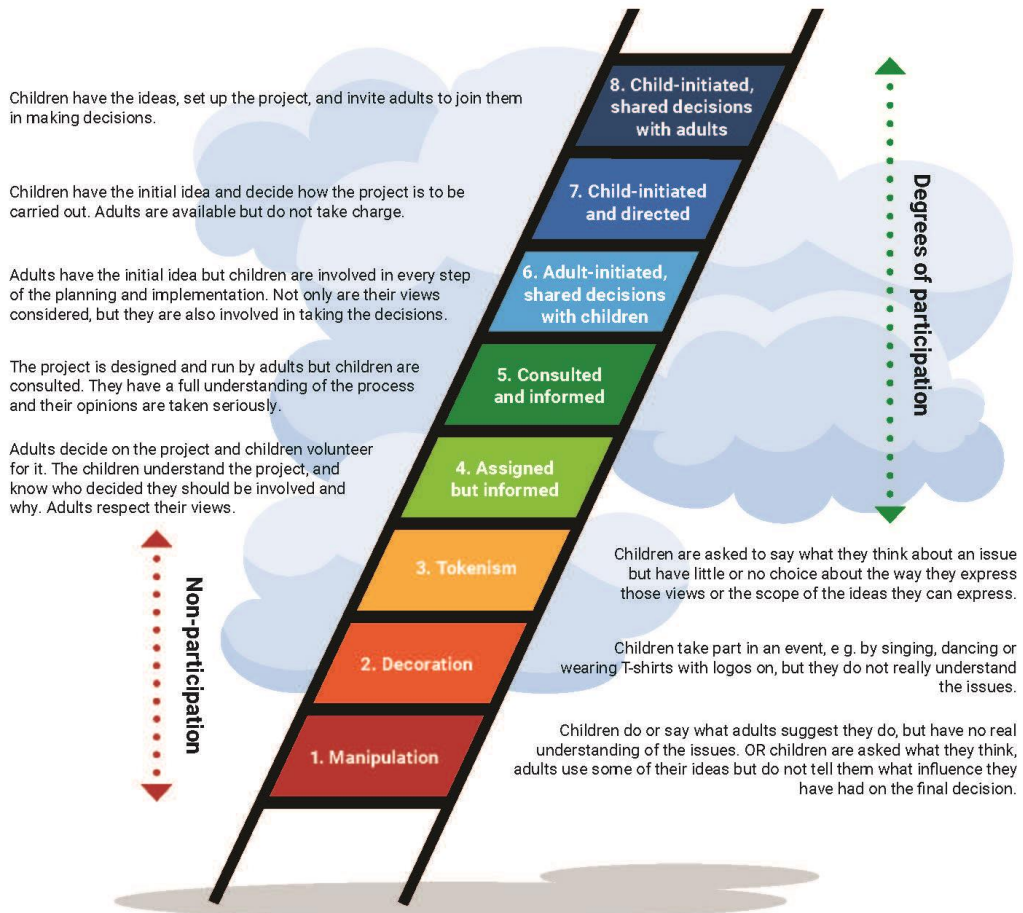 Children have the ideas, set up the project, and invite adults to join them
in making decisions.
8. Child-initiated,
shared decisions
with adults
Children have the initial idea and decide how the project is to be
carried out. Adults are available but do not take charge.
7. Child-initiated
and directed
Adults have the initial idea but children are involved in every step
of the planning and implementation. Not only are their views
considered, but they are also involved in taking the decisions.
6. Adult-initiated,
shared decisions
with children
The project is designed and run by adults but children are
consulted. They have a full understanding of the process
and their opinions are taken seriously.
5. Consulted
and informed
Adults decide on the project and children volunteer
for it. The children understand the project, and
know who decided they should be involved and
why. Adults respect their views.
4. Assigned
but informed
Degrees of participation
Non-participation
3. Tokenism
Children are asked to say what they think about an issue
but have little or no choice about the way they express
those views or the scope of the ideas they can express.
2. Decoration
Children take part in an event, e g. by singing, dancing or
wearing T-shirts with logos on, but they do not really understand
the issues.
1. Manipulation
Children do or say what adults suggest they do, but have no real
understanding of the issues. OR children are asked what they think,
adults use some of their ideas but do not tell them what influence they
have had on the final decision.